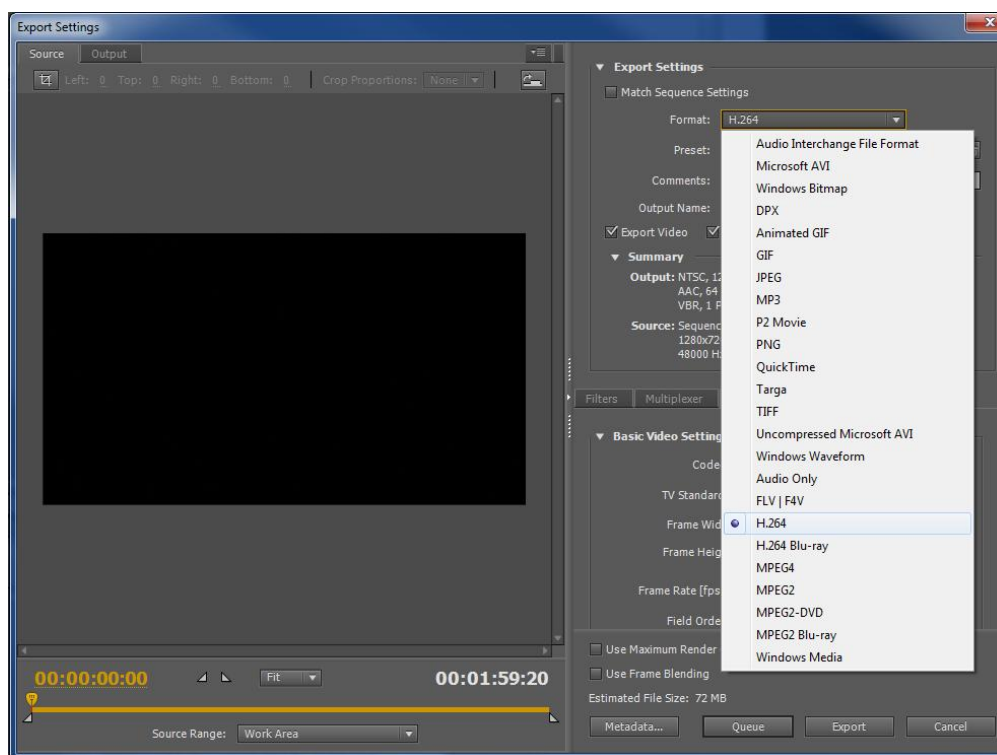 Export Settings
Source Output
Left: 0 Top: 0 Right: 0 Bottom: 0 Crop Proportions: None
00:00:00:00 Fit 00:01:59:20
Source Range: Work Area
Export Settings
Match Sequence Settings
Format: H.264
Preset:
Comments:
Output Name:
Export Video
Summary
Output: NTSC, 12
AAC, 64
VBR, 1 P
Source: Sequenc
1280x72
48000 H
Filters Multiplexer
Basic Video Setting
Code
TV Standard
Frame Wid
Frame Heig
Frame Rate [fps
Field Orde
Audio Interchange File Format
Microsoft AVI
Windows Bitmap
DPX
Animated GIF
GIF
JPEG
MP3
P2 Movie
PNG
QuickTime
Targa
TIFF
Uncompressed Microsoft AVI
Windows Waveform
Audio Only
FLV | F4V
H.264
H.264 Blu-ray
MPEG4
MPEG2
MPEG2-DVD
MPEG2 Blu-ray
Windows Media
Use Maximum Render
Use Frame Blending
Estimated File Size: 72 MB
Metadata... Queue Export Cancel